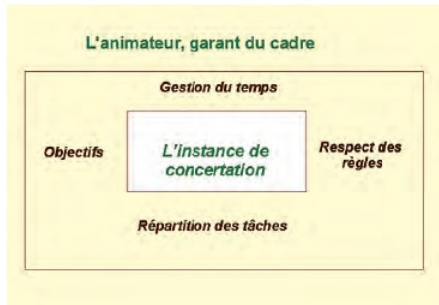 L'animateur, garant du cadre
Gestion du temps
Objectifs
L'instance de
concertation
Respect des
règles
Répartition des tâches